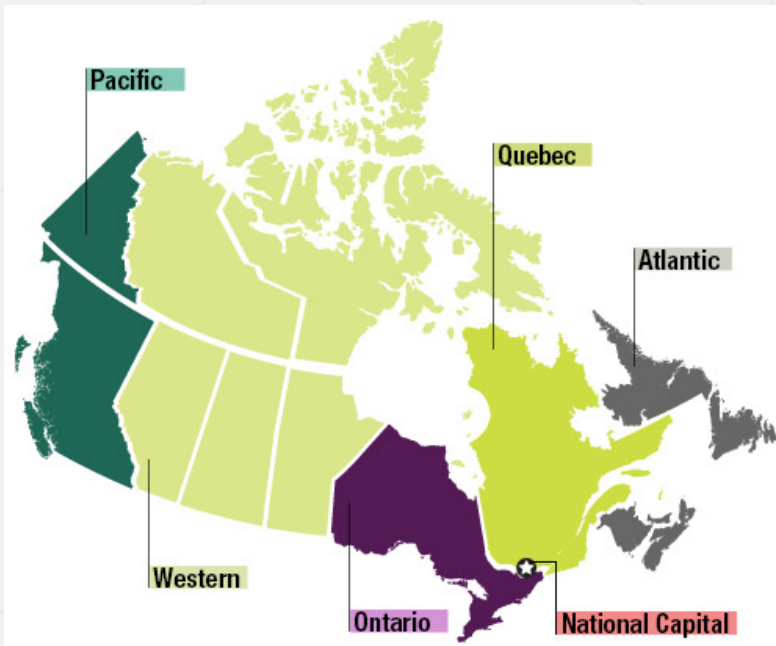 Pacific
Quebec
Atlantic
Western
Ontario
National Capital